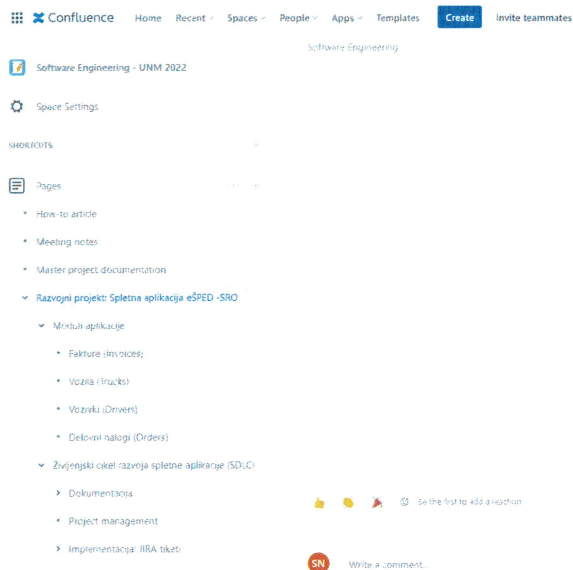 Confluence Home Recent Spaces People Apps Templates Create Invite teammates
Software Engineering
Software Engineering - UNM 2022
Space Settings
SHORTCUTS
Pages
How-to article
Meeting notes
Master project documentation
Razvojni projekt: Spletna aplikacija eŠPED -SRO
Moduli aplikacije
Fakture (Invoices)
Vozila (Trucks)
Vozniki (Drivers)
Delovni nalogi (Orders)
Življenjski cikel razvoja spletne aplikacije (SDLC)
Dokumentacija
Project management
Implementacija: JIRA tiketi
Be the first to add a reaction
SN Write a comment...